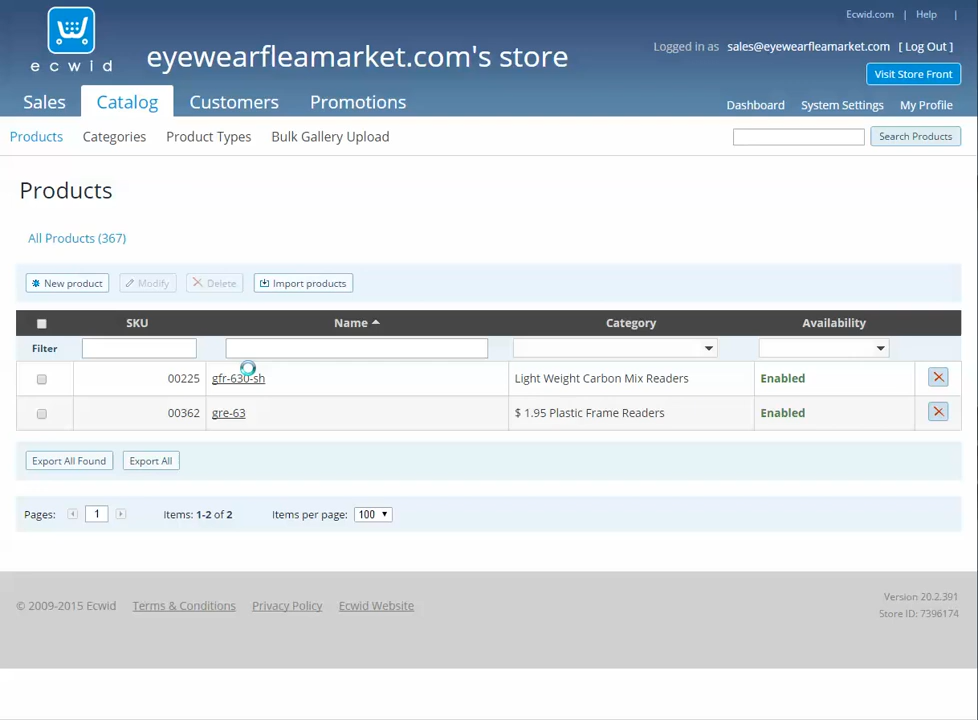 Ecwid.com | Help |
ecwid
eyewearfleamarket.com's store
Logged in as sales@eyewearfleamarket.com [ Log Out ]
Visit Store Front
Sales Catalog Customers Promotions
Dashboard System Settings My Profile
Products Categories Product Types Bulk Gallery Upload
Search Products
Products
All Products (367)
New product Modify Delete Import products
SKU Name Category Availability
Filter
00225 gfr-630-sh Light Weight Carbon Mix Readers Enabled
00362 gre-63 $ 1.95 Plastic Frame Readers Enabled
Export All Found Export All
Pages: 1 Items: 1-2 of 2 Items per page: 100
© 2009-2015 Ecwid Terms & Conditions Privacy Policy Ecwid Website
Version 20.2.391
Store ID: 7396174